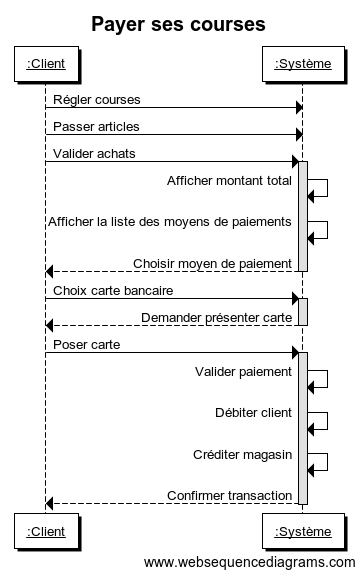 Payer ses courses
:Client
:Système
Régler courses
Passer articles
Valider achats
Afficher montant total
Afficher la liste des moyens de paiements
Choisir moyen de paiement
Choix carte bancaire
Demander présenter carte
Poser carte
Valider paiement
Débiter client
Créditer magasin
Confirmer transaction
:Client
:Système
www.websequencediagrams.com